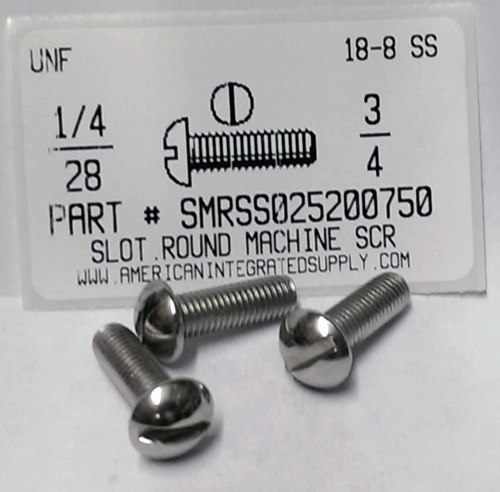 UNF
18-8 SS
1/4
28
3
4
PART # SMRSS025200750
SLOT.ROUND MACHINE SCR
WWW.AMERICANINTEGRATEDSUPPLY.COM